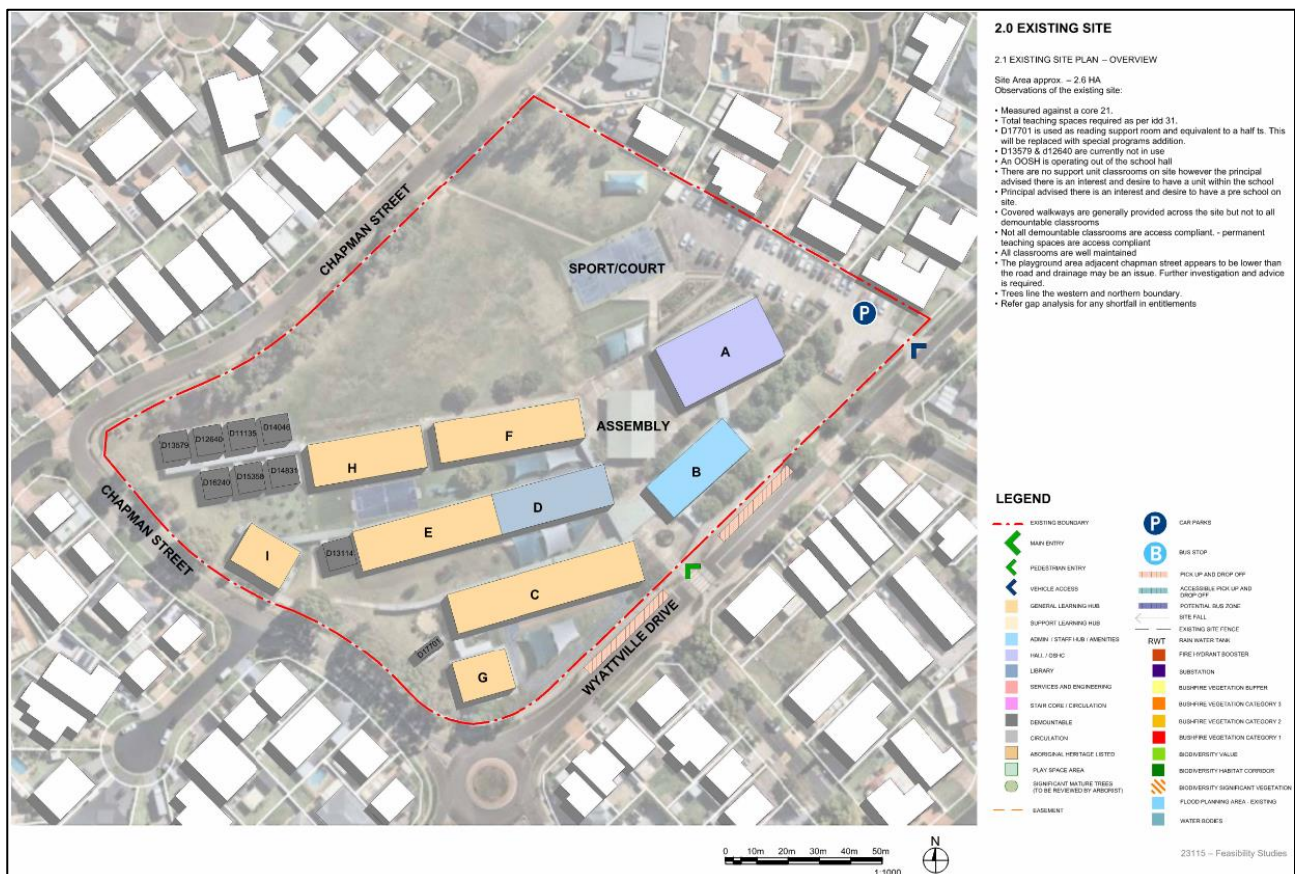 2.0 EXISTING SITE
2.1 EXISTING SITE PLAN – OVERVIEW
Site Area approx. – 2.6 HA
Observations of the existing site:
• Measured against a core 21.
• Total teaching spaces required as per idd 31.
• D17701 is used as reading support room and equivalent to a half ts. This
will be replaced with special programs addition.
• D13579 & d12640 are currently not in use
• An OOSH is operating out of the school hall
• There are no support unit classrooms on site however the principal
advised there is an interest and desire to have a unit within the school
• Principal advised there is an interest and desire to have a pre school on
site.
• Covered walkways are generally provided across the site but not to all
demountable classrooms
• Not all demountable classrooms are access compliant. - permanent
teaching spaces are access compliant
• All classrooms are well maintained
• The playground area adjacent chapman street appears to be lower than
the road and drainage may be an issue. Further investigation and advice
is required.
• Trees line the western and northern boundary.
• Refer gap analysis for any shortfall in entitlements
CHAPMAN STREET
SPORT/COURT
P
A
ASSEMBLY
F
H
B
D
E
C
I
G
D13579
D12640
D11135
D14046
D16240
D15358
D14831
D13114
D17701
CHAPMAN STREET
WYATTVILLE DRIVE
LEGEND
EXISTING BOUNDARY
MAIN ENTRY
PEDESTRIAN ENTRY
VEHICLE ACCESS
GENERAL LEARNING HUB
SUPPORT LEARNING HUB
ADMIN / STAFF HUB / AMENITIES
HALL / OSHC
LIBRARY
SERVICES AND ENGINEERING
STAIR CORE / CIRCULATION
DEMOUNTABLE
CIRCULATION
ABORIGINAL HERITAGE LISTED
PLAY SPACE AREA
SIGNIFICANT MATURE TREES
(TO BE REVIEWED BY ARBORIST)
EASEMENT
P CAR PARKS
B BUS STOP
PICK UP AND DROP OFF
ACCESSIBLE PICK UP AND
DROP OFF
POTENTIAL BUS ZONE
SITE FALL
EXISTING SITE FENCE
RWT RAIN WATER TANK
FIRE HYDRANT BOOSTER
SUBSTATION
BUSHFIRE VEGETATION BUFFER
BUSHFIRE VEGETATION CATEGORY 3
BUSHFIRE VEGETATION CATEGORY 2
BUSHFIRE VEGETATION CATEGORY 1
BIODIVERSITY VALUE
BIODIVERSITY HABITAT CORRIDOR
BIODIVERSITY SIGNIFICANT VEGETATION
FLOOD PLANNING AREA - EXISTING
WATER BODIES
0 10m 20m 30m 40m 50m
1:1000
N
23115 – Feasibility Studies